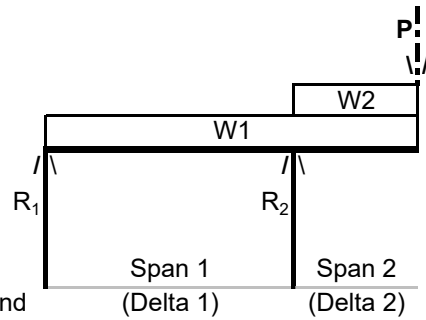 P
W2
W1
R1
R2
Span 1
Span 2
nd
(Delta 1)
(Delta 2)